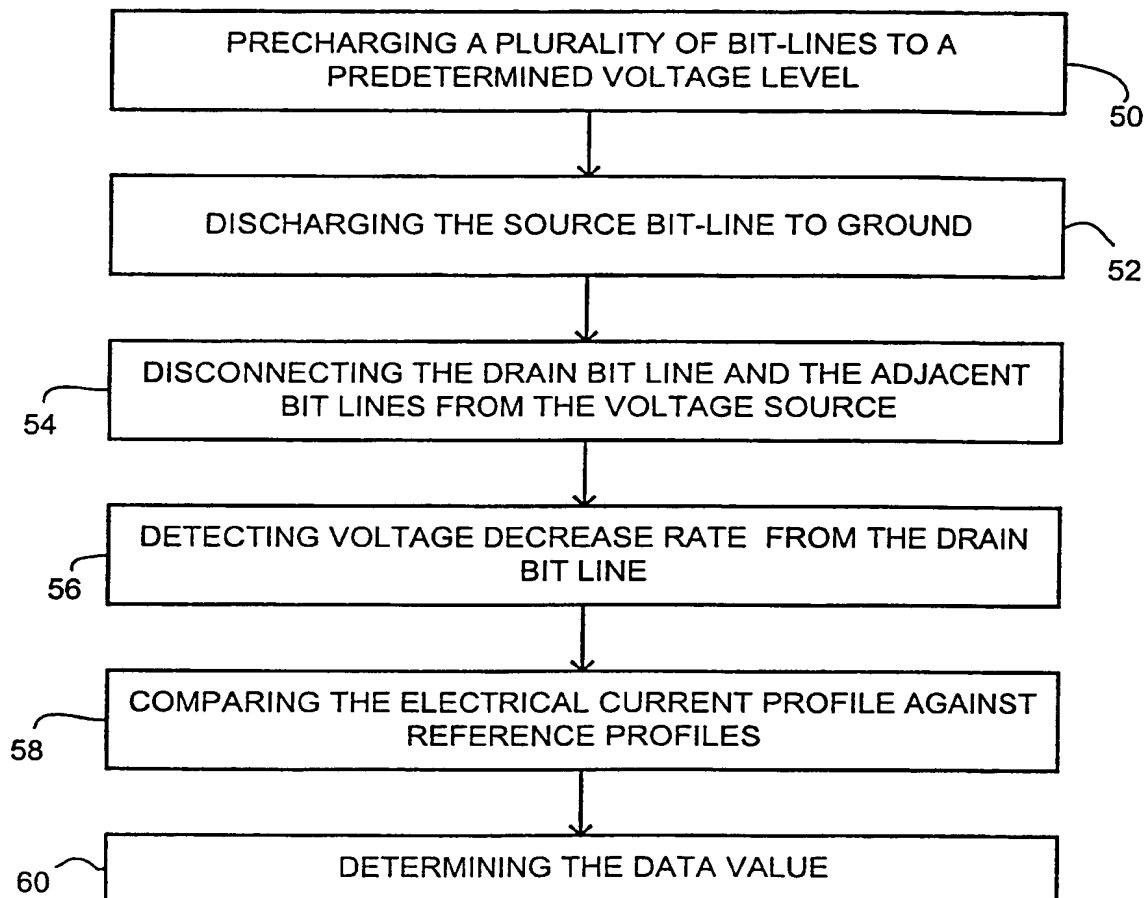 PRECHARGING A PLURALITY OF BIT-LINES TO A
PREDETERMINED VOLTAGE LEVEL
50
DISCHARGING THE SOURCE BIT-LINE TO GROUND
52
DISCONNECTING THE DRAIN BIT LINE AND THE ADJACENT
BIT LINES FROM THE VOLTAGE SOURCE
54
DETECTING VOLTAGE DECREASE RATE FROM THE DRAIN
BIT LINE
56
COMPARING THE ELECTRICAL CURRENT PROFILE AGAINST
REFERENCE PROFILES
58
DETERMINING THE DATA VALUE
60